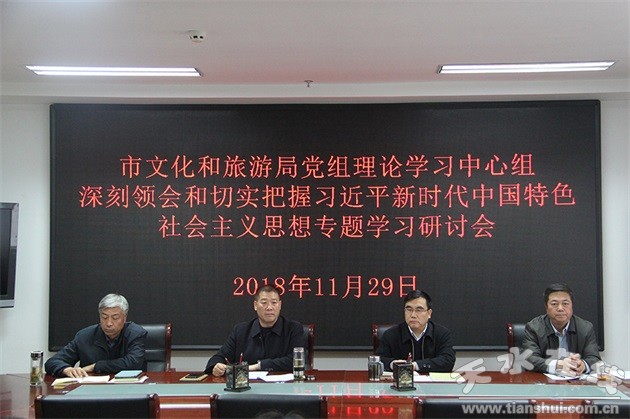 市文化和旅游局党组理论学习中心组
深刻领会和切实把握习近平新时代中国特色
社会主义思想专题学习研讨会
2018年11月29日
天水在线
www.tianshui.com.cn